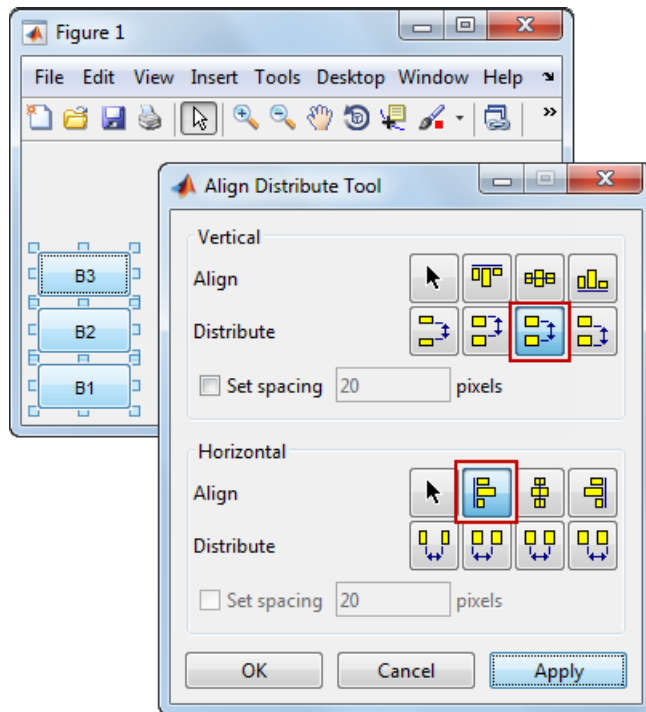 Figure 1
File Edit View Insert Tools Desktop Window Help
Align Distribute Tool
Vertical
Align
Distribute
Set spacing 20 pixels
B3
B2
B1
Horizontal
Align
Distribute
Set spacing 20 pixels
OK Cancel Apply